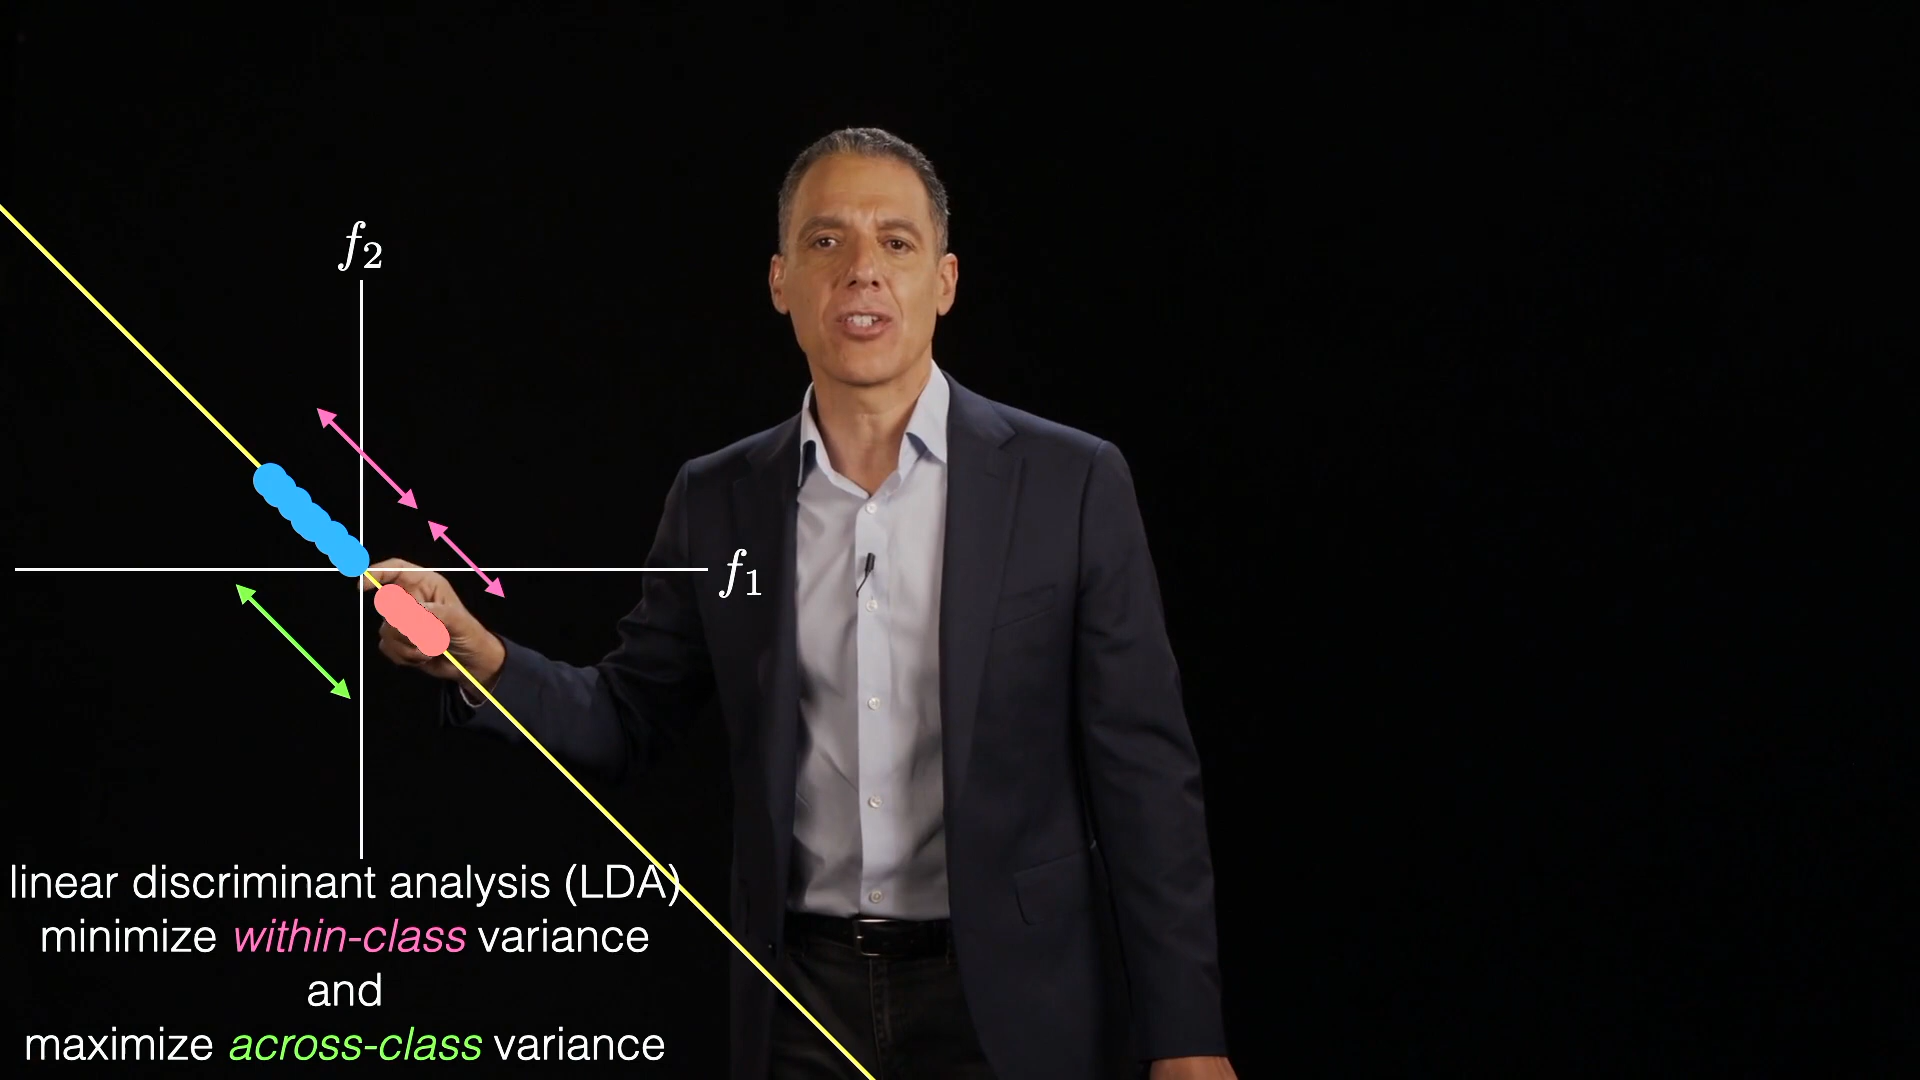 f₂
f₁
linear discriminant analysis (LDA)
minimize within-class variance
and
maximize across-class variance